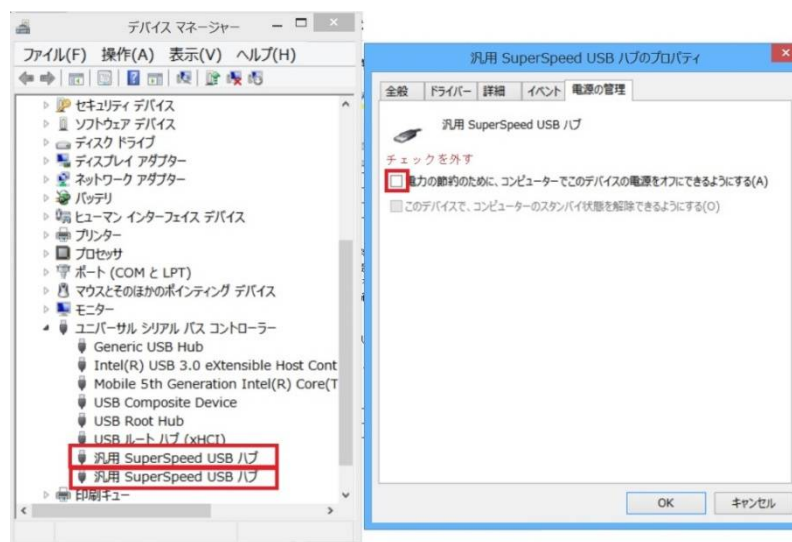 デバイス マネージャー
ファイル(F) 操作(A) 表示(V) ヘルプ(H)
セキュリティ デバイス
ソフトウェア デバイス
ディスク ドライブ
ディスプレイ アダプター
ネットワーク アダプター
バッテリ
ヒューマン インターフェイス デバイス
プリンター
プロセッサ
ポート (COM と LPT)
マウスとそのほかのポインティング デバイス
モニター
ユニバーサル シリアル バス コントローラー
Generic USB Hub
Intel(R) USB 3.0 eXtensible Host Cont
Mobile 5th Generation Intel(R) Core(T
USB Composite Device
USB Root Hub
USB ルート ハブ (xHCI)
汎用 SuperSpeed USB ハブ
汎用 SuperSpeed USB ハブ
印刷キュー
汎用 SuperSpeed USB ハブのプロパティ
全般 ドライバー 詳細 イベント 電源の管理
汎用 SuperSpeed USB ハブ
チェックを外す
電力の節約のために、コンピューターでこのデバイスの電源をオフにできるようにする(A)
このデバイスで、コンピューターのスタンバイ状態を解除できるようにする(O)
OK キャンセル